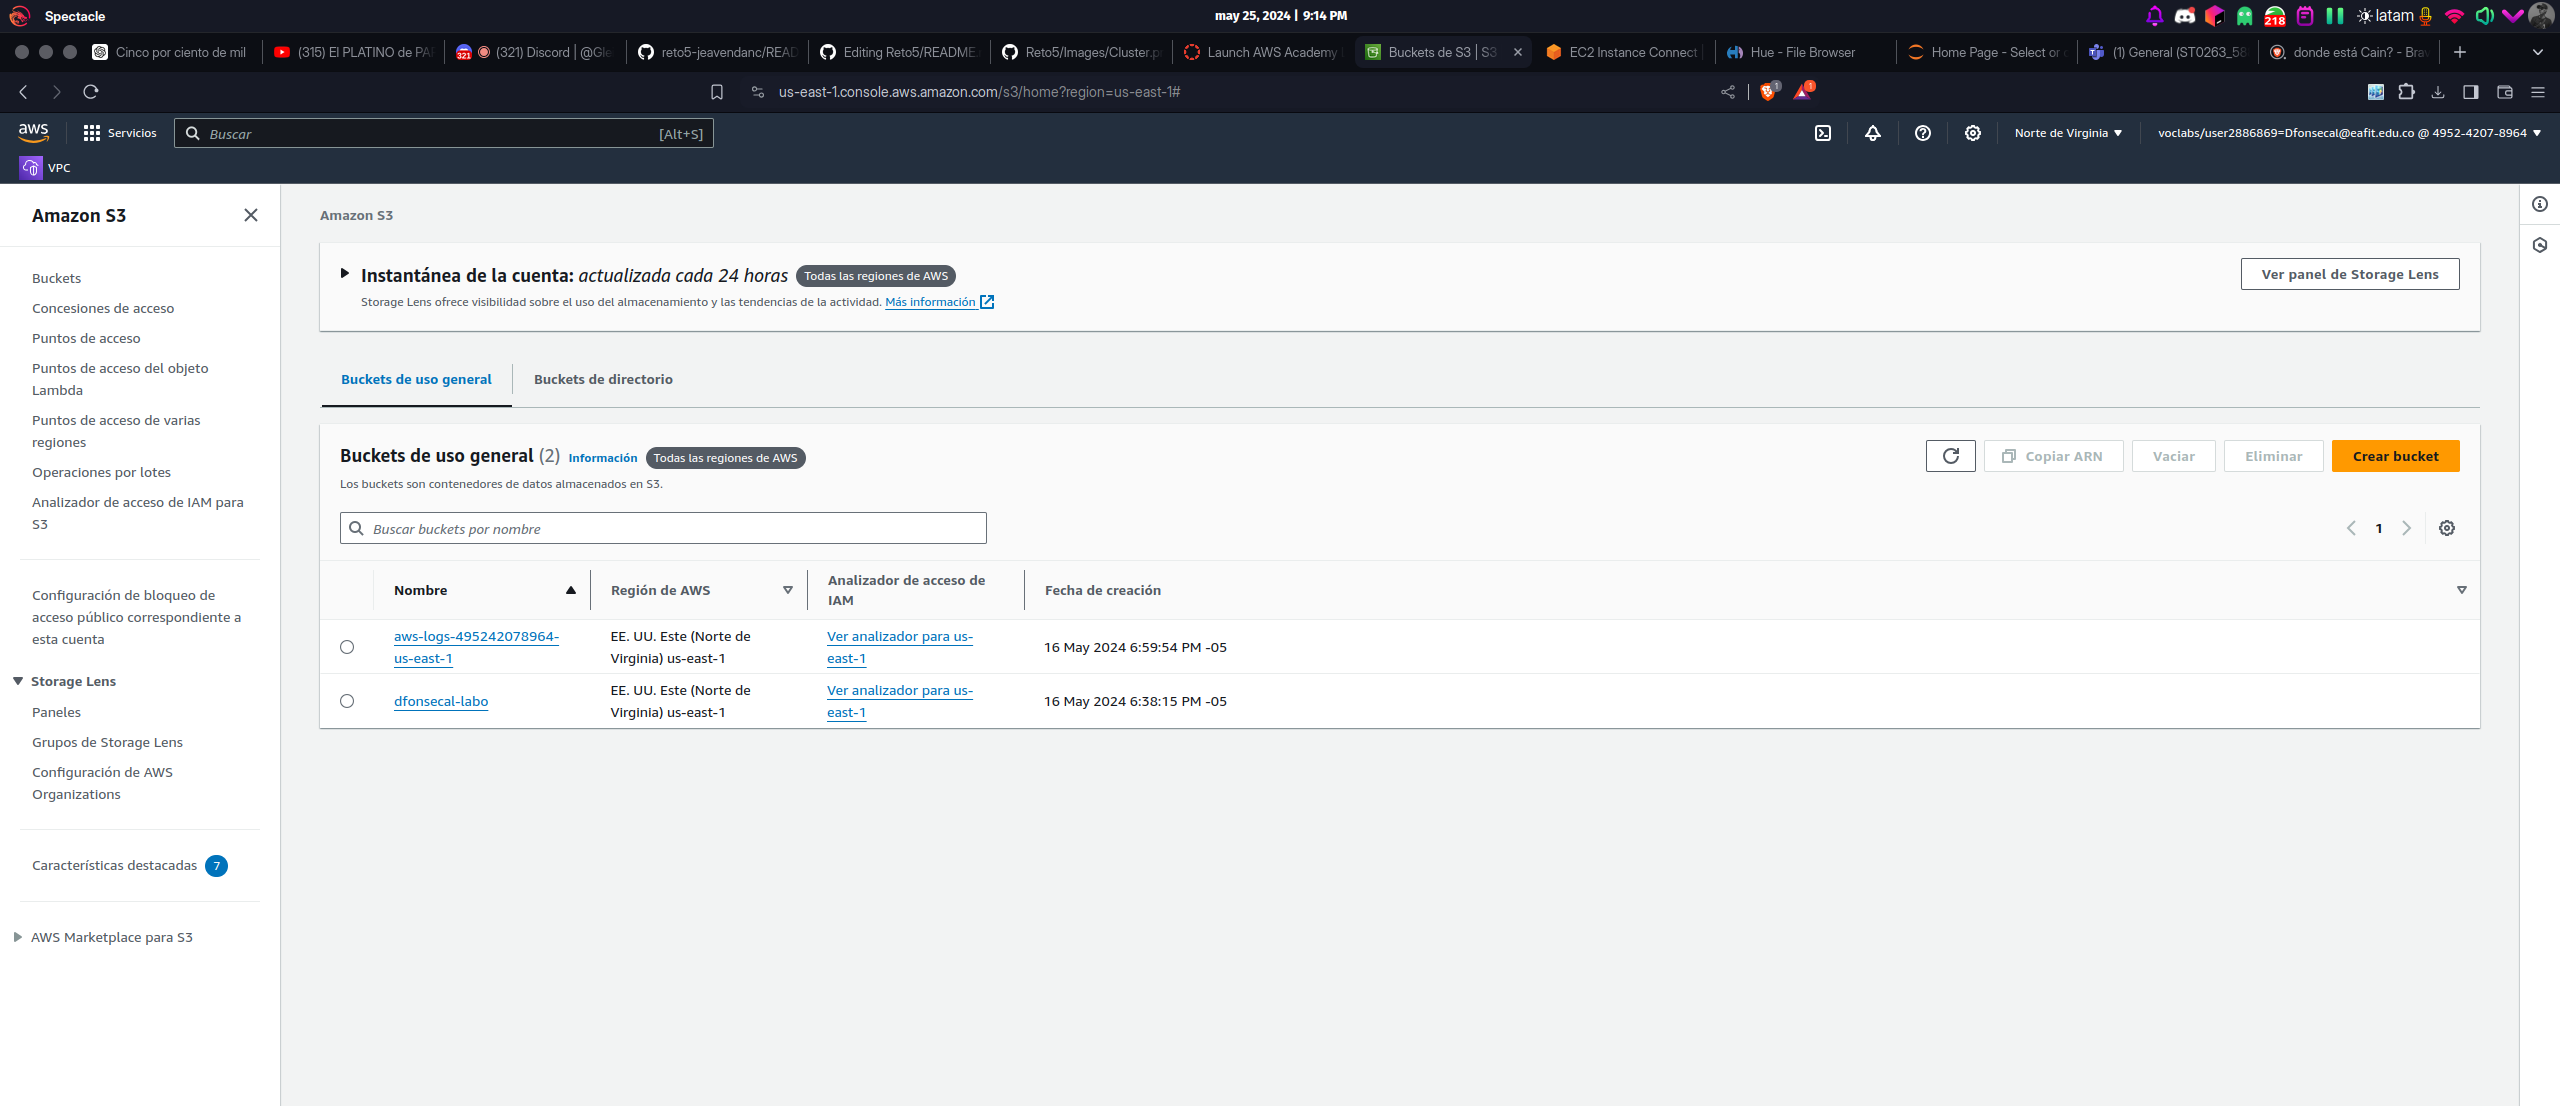 Spectacle
may 25, 2024 | 9:14 PM
218
latam
Cinco por ciento de mil
(315) El PLATINO de PA
321
(321) Discord | @Gle
reto5-jeavendanc/READ
Editing Reto5/README.
Reto5/Images/Cluster.p
Launch AWS Academy
Buckets de S3 | S3
EC2 Instance Connect
Hue - File Browser
Home Page - Select or c
(1) General (ST0263_58
donde está Cain? - Brav
us-east-1.console.aws.amazon.com/s3/home?region=us-east-1#
1
1
aws
Servicios
Buscar
[Alt+S]
Norte de Virginia
voclabs/user2886869=Dfonsecal@eafit.edu.co @ 4952-4207-8964
VPC
Amazon S3
Buckets
Concesiones de acceso
Puntos de acceso
Puntos de acceso del objeto
Lambda
Puntos de acceso de varias
regiones
Operaciones por lotes
Analizador de acceso de IAM para
S3
Configuración de bloqueo de
acceso público correspondiente a
esta cuenta
Storage Lens
Paneles
Grupos de Storage Lens
Configuración de AWS
Organizations
Características destacadas 7
AWS Marketplace para S3
Amazon S3
Instantánea de la cuenta: actualizada cada 24 horas Todas las regiones de AWS
Storage Lens ofrece visibilidad sobre el uso del almacenamiento y las tendencias de la actividad. Más información
Ver panel de Storage Lens
Buckets de uso general
Buckets de directorio
Buckets de uso general (2) Información Todas las regiones de AWS
Los buckets son contenedores de datos almacenados en S3.
Copiar ARN
Vaciar
Eliminar
Crear bucket
Buscar buckets por nombre
1
Nombre
Región de AWS
Analizador de acceso de
IAM
Fecha de creación
aws-logs-495242078964-
us-east-1
EE. UU. Este (Norte de
Virginia) us-east-1
Ver analizador para us-
east-1
16 May 2024 6:59:54 PM -05
dfonsecal-labo
EE. UU. Este (Norte de
Virginia) us-east-1
Ver analizador para us-
east-1
16 May 2024 6:38:15 PM -05